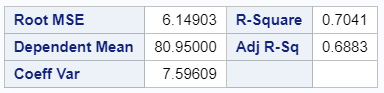 Root MSE 6.14903 R-Square 0.7041
Dependent Mean 80.95000 Adj R-Sq 0.6883
Coeff Var 7.59609